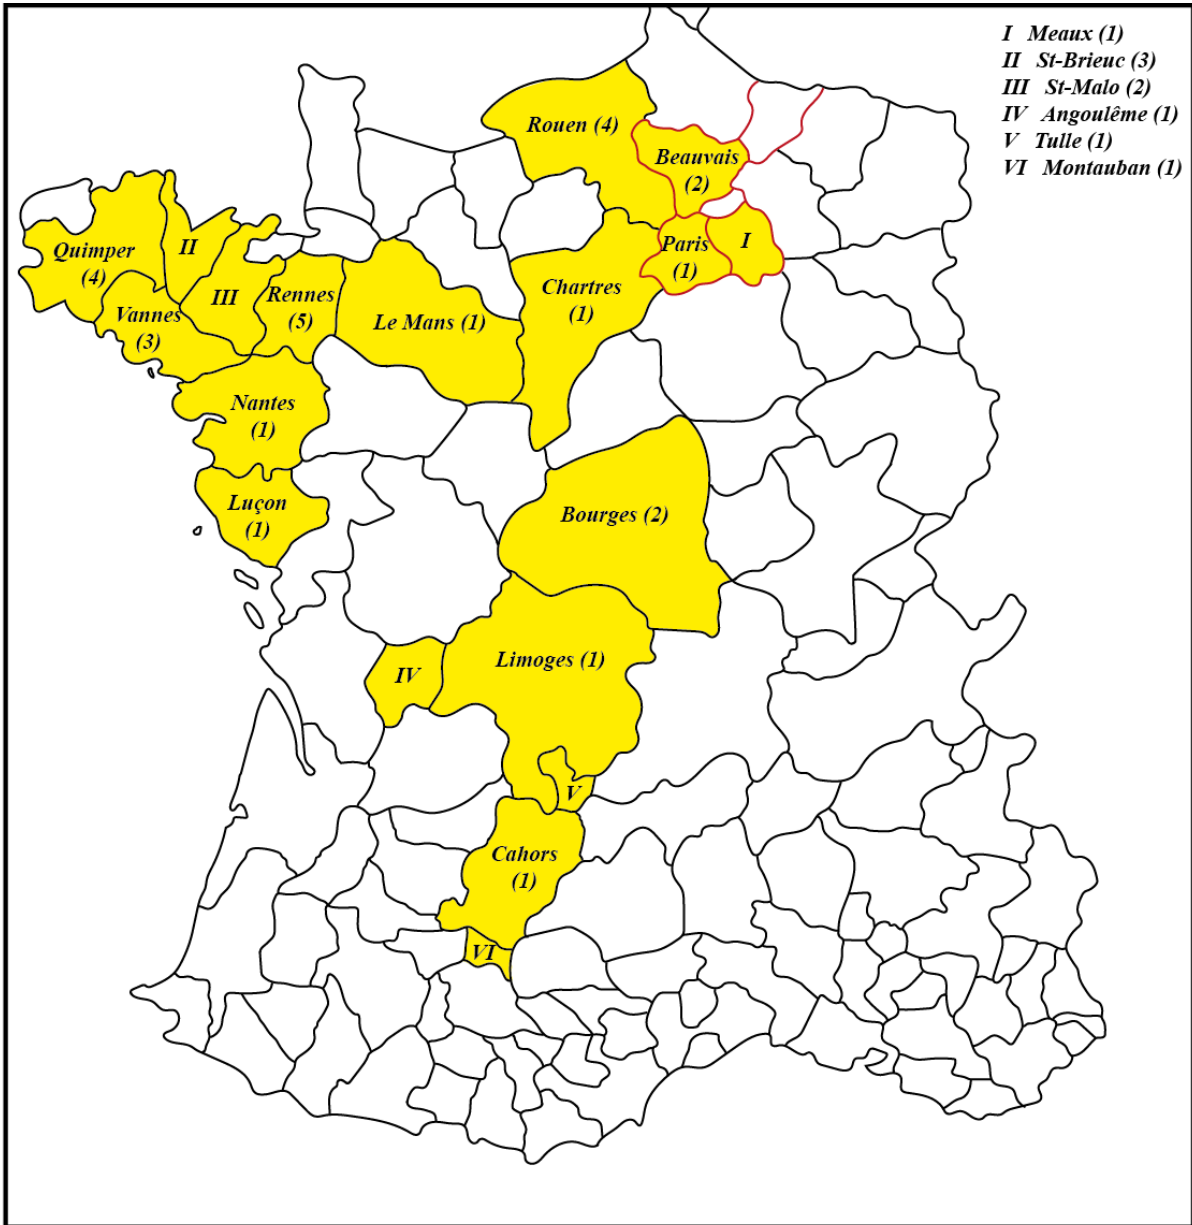 I Meaux (1)
II St-Brieuc (3)
III St-Malo (2)
IV Angoulême (1)
V Tulle (1)
VI Montauban (1)
Rouen (4)
Beauvais
(2)
Quimper
(4)
II
Paris
(1)
I
Vannes
(3)
III
Rennes
(5)
Le Mans (1)
Chartres
(1)
Nantes
(1)
Luçon
(1)
Bourges (2)
IV
Limoges (1)
V
Cahors
(1)
VI